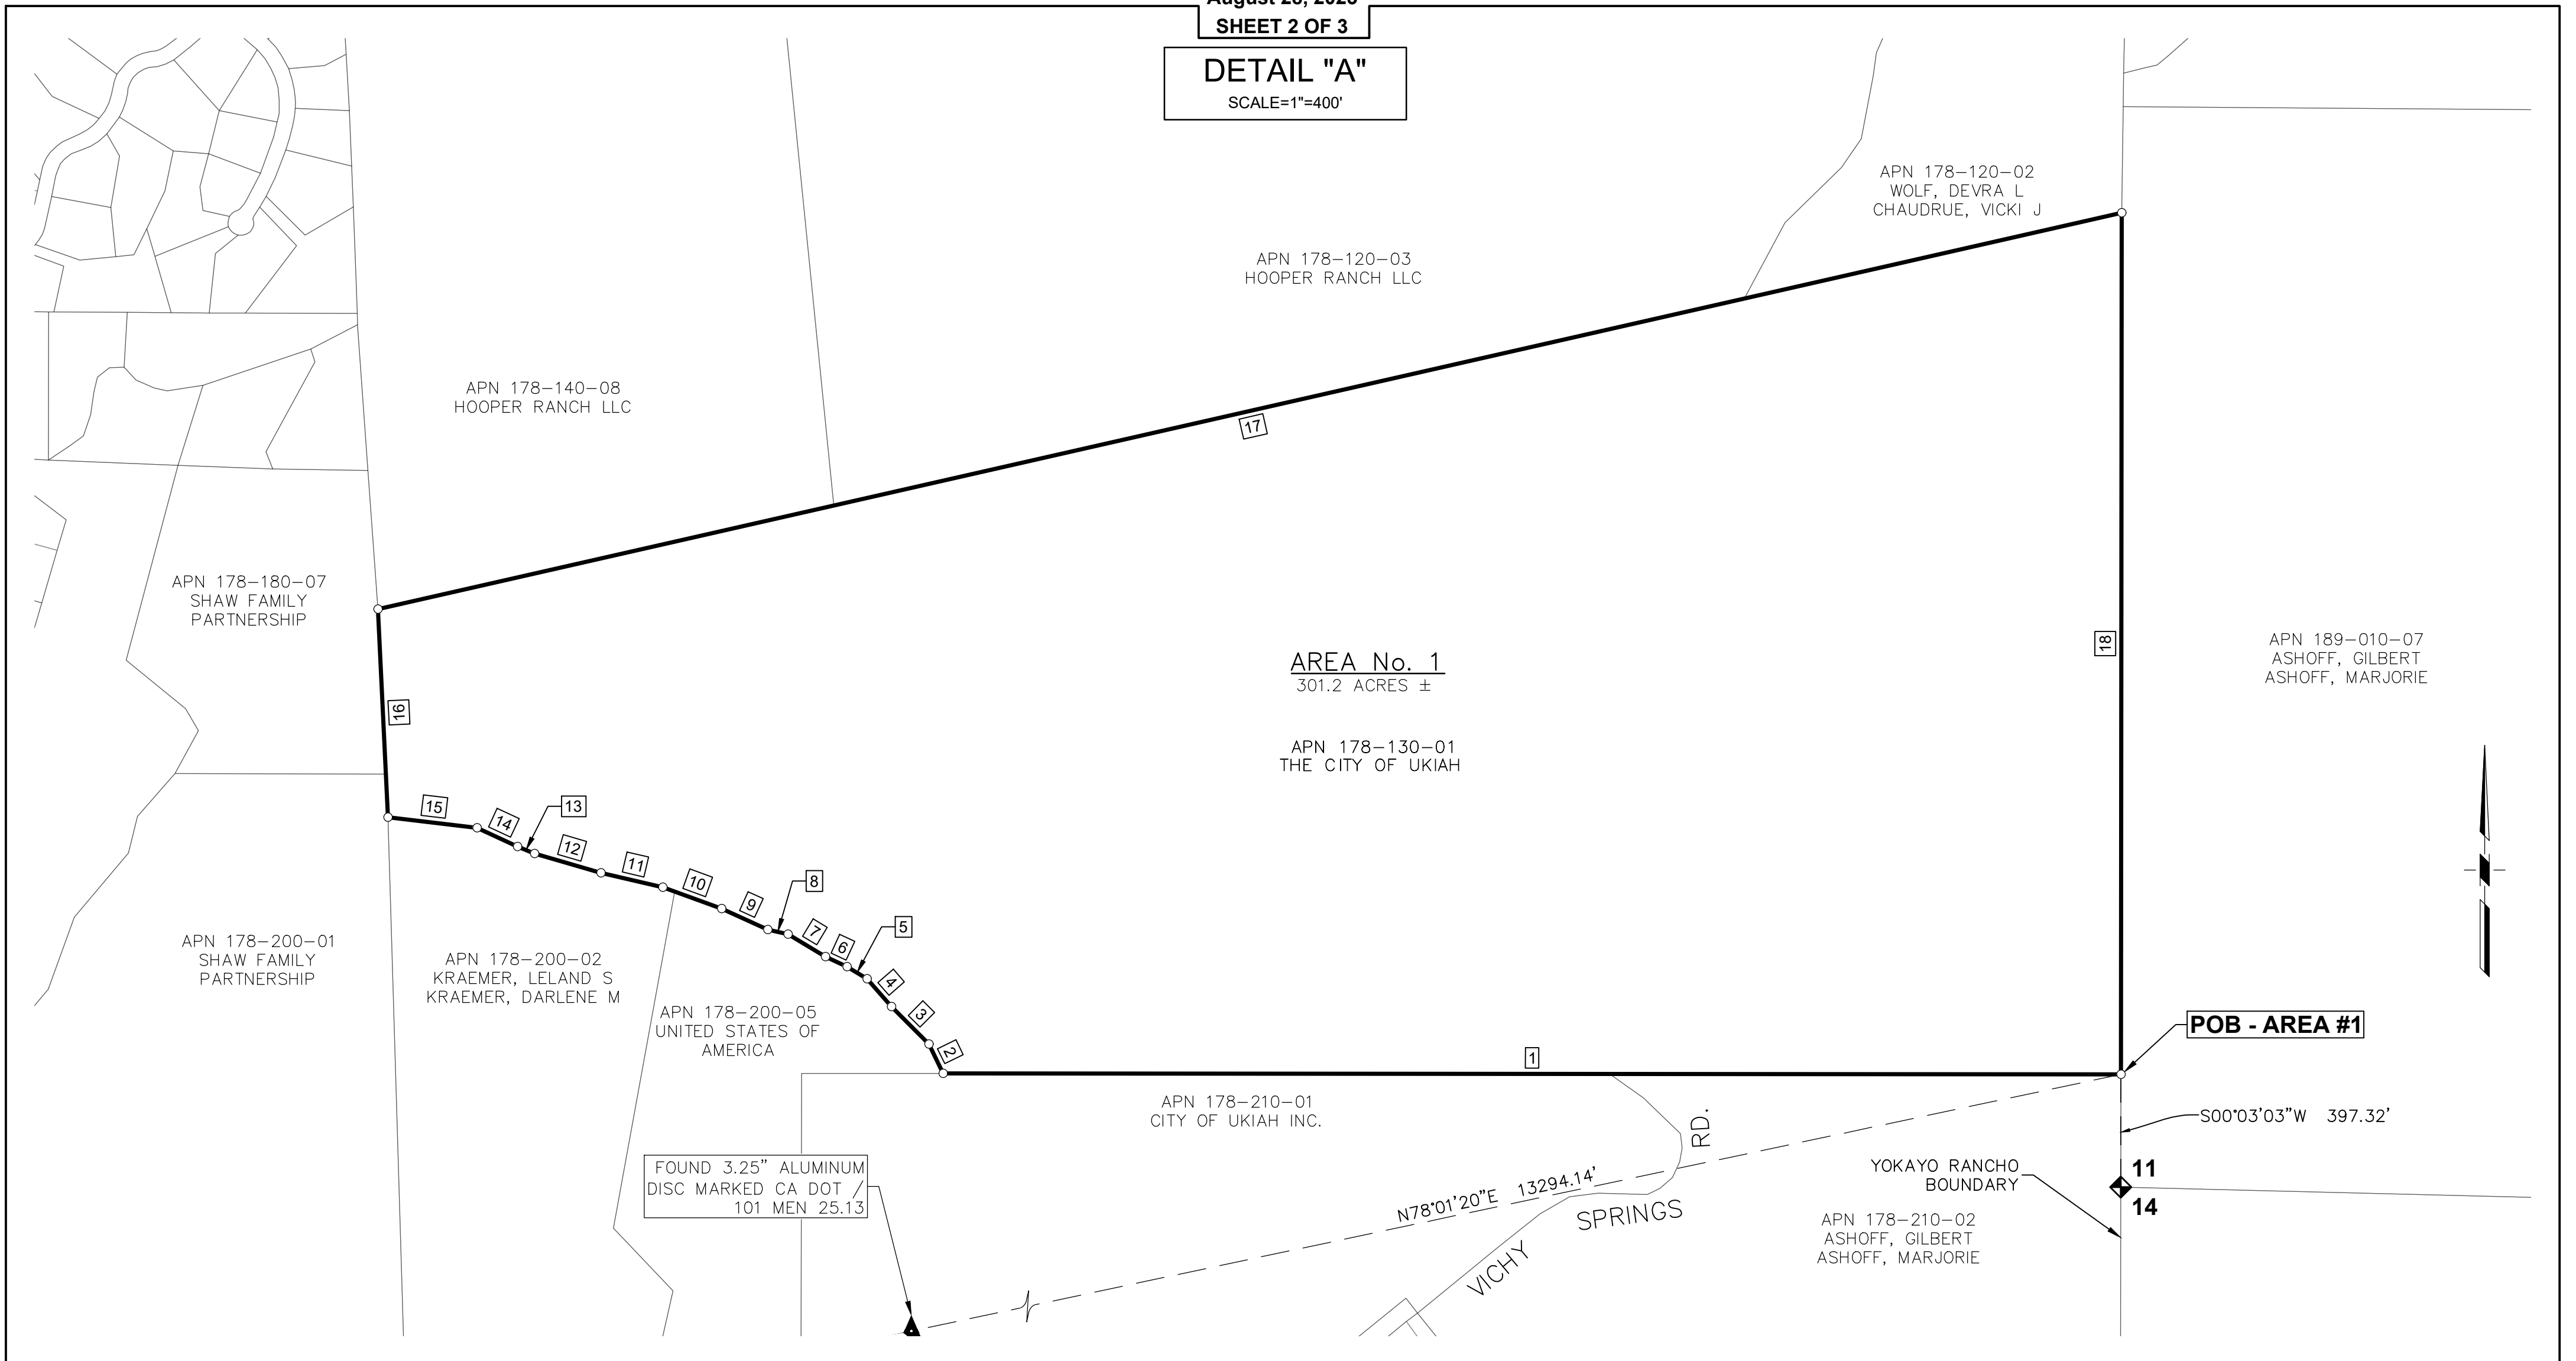 SHEET 2 OF 3
DETAIL "A"
SCALE=1"=400'
APN 178-120-02
WOLF, DEVRA L
CHAUDRUE, VICKI J
APN 178-120-03
HOOPER RANCH LLC
APN 178-140-08
HOOPER RANCH LLC
17
APN 178-180-07
SHAW FAMILY
PARTNERSHIP
18
APN 189-010-07
ASHOFF, GILBERT
ASHOFF, MARJORIE
AREA No. 1
301.2 ACRES ±
16
APN 178-130-01
THE CITY OF UKIAH
15
14
13
12
11
10
9
8
7
6
5
4
3
2
1
APN 178-200-01
SHAW FAMILY
PARTNERSHIP
APN 178-200-02
KRAEMER, LELAND S
KRAEMER, DARLENE M
APN 178-200-05
UNITED STATES OF
AMERICA
POB - AREA #1
APN 178-210-01
CITY OF UKIAH INC.
S00°03'03"W 397.32'
FOUND 3.25" ALUMINUM
DISC MARKED CA DOT /
101 MEN 25.13
N78°01'20"E 13294.14'
VICHY
SPRINGS
RD.
YOKAYO RANCHO
BOUNDARY
11
14
APN 178-210-02
ASHOFF, GILBERT
ASHOFF, MARJORIE